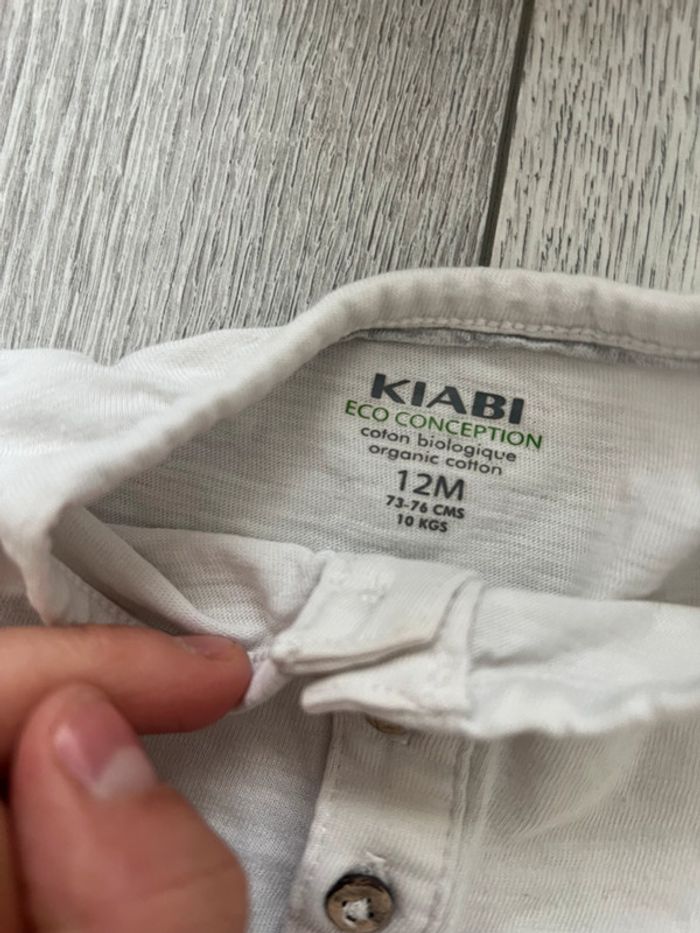 KIABI
ECO CONCEPTION
coton biologique
organic cotton
12M
73-76 CMS
10 KGS